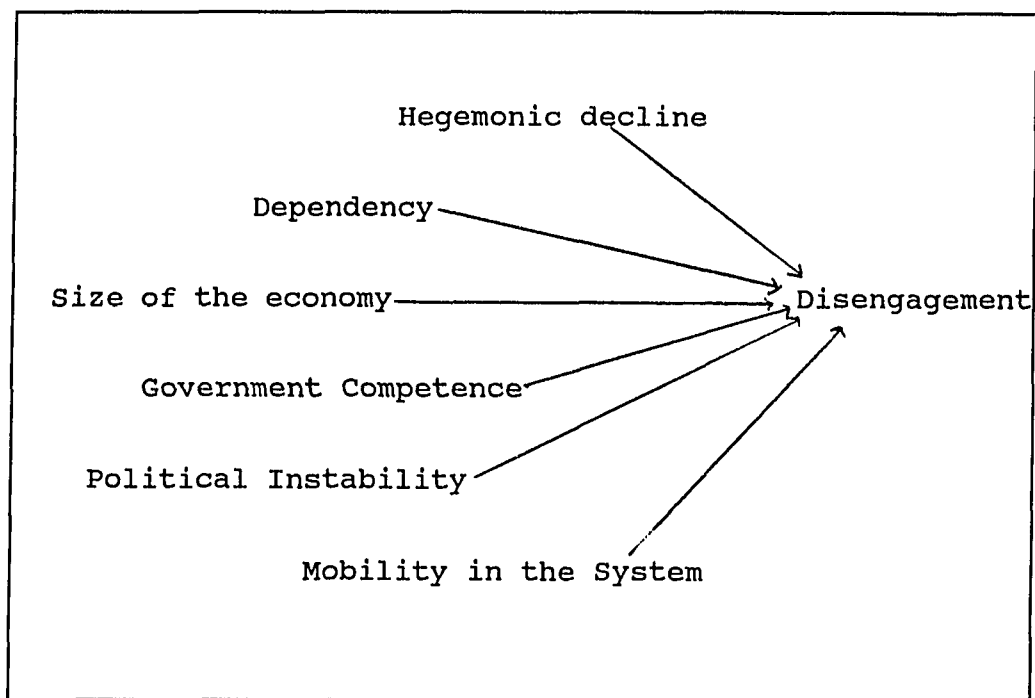 Hegemonic decline
Dependency
Size of the economy
Disengagement
Government Competence
Political Instability
Mobility in the System